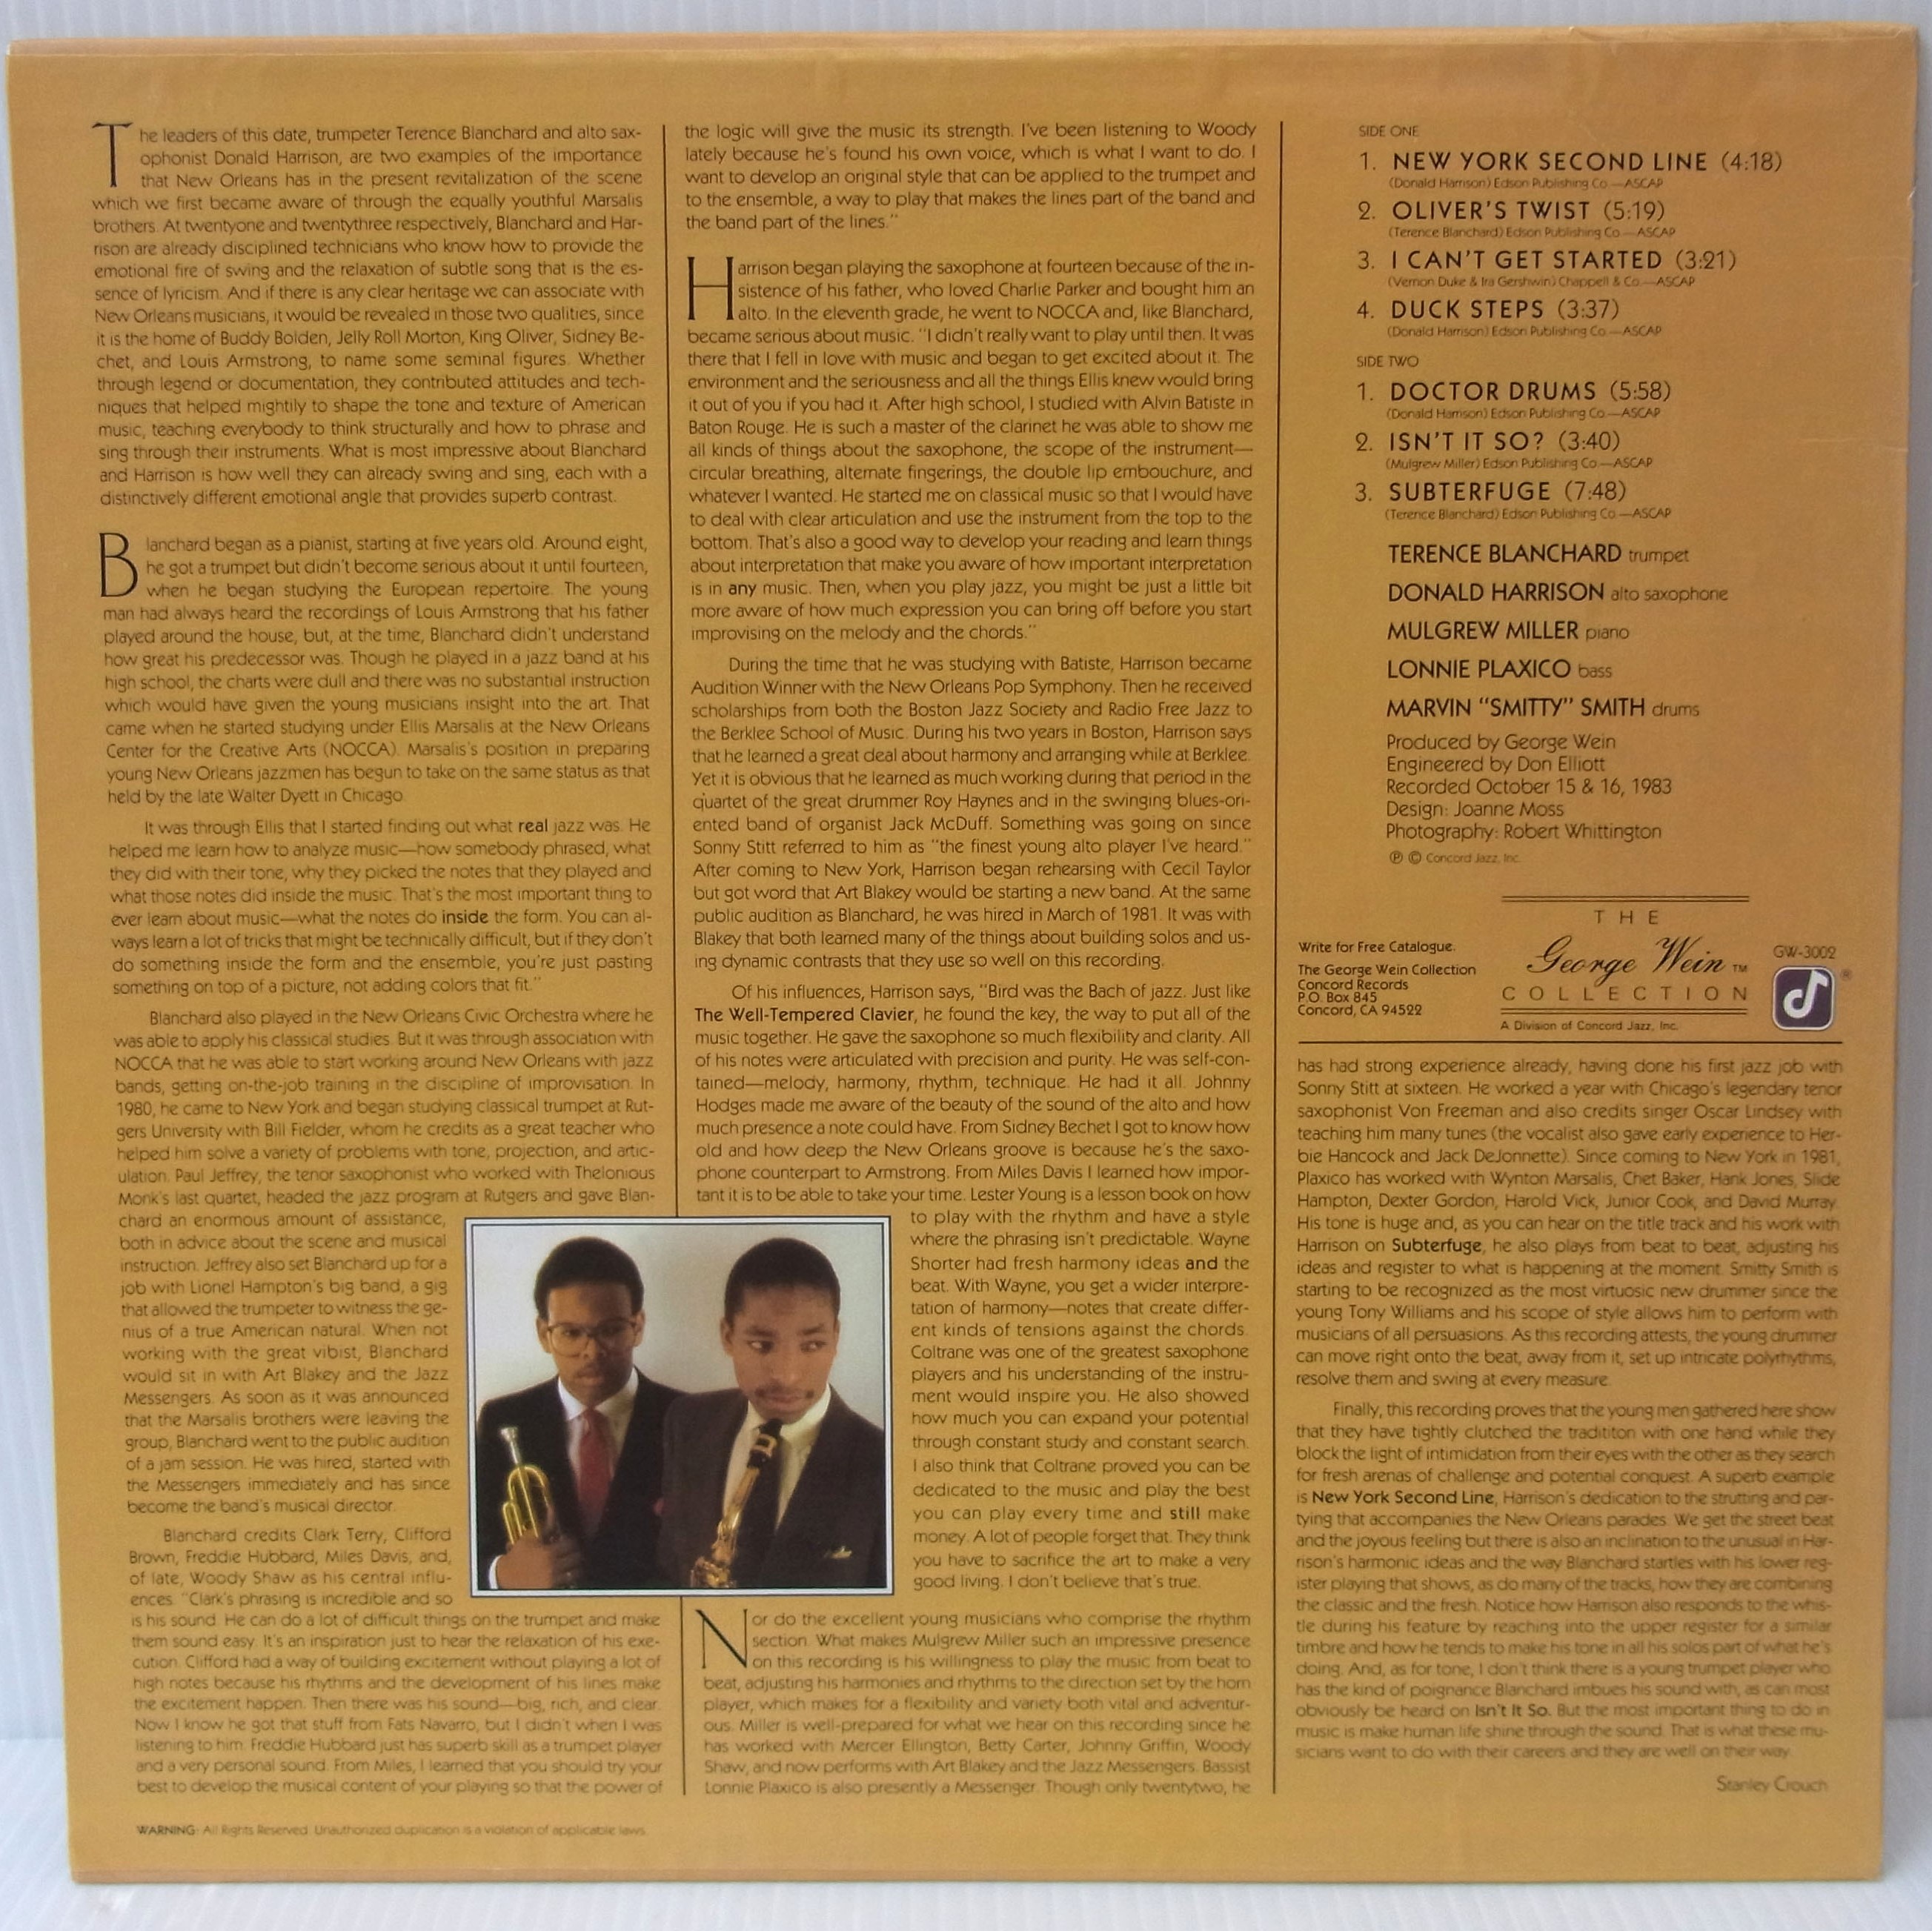 The leaders of this date, trumpeter Terence Blanchard and alto sax-
ophonist Donald Harrison, are two examples of the importance
that New Orleans has in the present revitalization of the scene
which we first became aware of through the equally youthful Marsalis
brothers. At twentyone and twentythree respectively, Blanchard and Har-
rison are already disciplined technicians who know how to provide the
emotional fire of swing and the relaxation of subtle song that is the es-
sence of lyricism. And if there is any clear heritage we can associate with
New Orleans musicians, it would be revealed in those two qualities, since
it is the home of Buddy Bolden, Jelly Roll Morton, King Oliver, Sidney Be-
chet, and Louis Armstrong, to name some seminal figures. Whether
through legend or documentation, they contributed attitudes and tech-
niques that helped mightily to shape the tone and texture of American
music, teaching everybody to think structurally and how to phrase and
sing through their instruments. What is most impressive about Blanchard
and Harrison is how well they can already swing and sing, each with a
distinctively different emotional angle that provides superb contrast.
Blanchard began as a pianist, starting at five years old. Around eight,
he got a trumpet but didn't become serious about it until fourteen,
when he began studying the European repertoire. The young
man had always heard the recordings of Louis Armstrong that his father
played around the house, but, at the time, Blanchard didn't understand
how great his predecessor was. Though he played in a jazz band at his
high school, the charts were dull and there was no substantial instruction
which would have given the young musicians insight into the art. That
came when he started studying under Ellis Marsalis at the New Orleans
Center for the Creative Arts (NOCCA). Marsalis's position in preparing
young New Orleans jazzmen has begun to take on the same status as that
held by the late Walter Dyett in Chicago.
It was through Ellis that I started finding out what real jazz was. He
helped me learn how to analyze music—how somebody phrased, what
they did with their tone, why they picked the notes that they played and
what those notes did inside the music. That's the most important thing to
ever learn about music—what the notes do inside the form. You can al-
ways learn a lot of tricks that might be technically difficult, but if they don't
do something inside the form and the ensemble, you're just pasting
something on top of a picture, not adding colors that fit."
Blanchard also played in the New Orleans Civic Orchestra where he
was able to apply his classical studies. But it was through association with
NOCCA that he was able to start working around New Orleans with jazz
bands, getting on-the-job training in the discipline of improvisation. In
1980, he came to New York and began studying classical trumpet at Rut-
gers University with Bill Fielder, whom he credits as a great teacher who
helped him solve a variety of problems with tone, projection, and artic-
ulation. Paul Jeffrey, the tenor saxophonist who worked with Thelonious
Monk's last quartet, headed the jazz program at Rutgers and gave Blan-
chard an enormous amount of assistance,
both in advice about the scene and musical
instruction. Jeffrey also set Blanchard up for a
job with Lionel Hampton's big band, a gig
that allowed the trumpeter to witness the ge-
nius of a true American natural. When not
working with the great vibist, Blanchard
would sit in with Art Blakey and the Jazz
Messengers. As soon as it was announced
that the Marsalis brothers were leaving the
group, Blanchard went to the public audition
of a jam session. He was hired, started with
the Messengers immediately and has since
become the band's musical director.
Blanchard credits Clark Terry, Clifford
Brown, Freddie Hubbard, Miles Davis, and,
of late, Woody Shaw as his central influ-
ences. "Clark's phrasing is incredible and so
is his sound. He can do a lot of difficult things on the trumpet and make
them sound easy. It's an inspiration just to hear the relaxation of his exe-
cution. Clifford had a way of building excitement without playing a lot of
high notes because his rhythms and the development of his lines make
the excitement happen. Then there was his sound—big, rich, and clear.
Now I know he got that stuff from Fats Navarro, but I didn't when I was
listening to him. Freddie Hubbard just has superb skill as a trumpet player
and a very personal sound. From Miles, I learned that you should try your
best to develop the musical content of your playing so that the power of
the logic will give the music its strength. I've been listening to Woody
lately because he's found his own voice, which is what I want to do. I
want to develop an original style that can be applied to the trumpet and
to the ensemble, a way to play that makes the lines part of the band and
the band part of the lines."
Harrison began playing the saxophone at fourteen because of the in-
sistence of his father, who loved Charlie Parker and bought him an
alto. In the eleventh grade, he went to NOCCA and, like Blanchard,
became serious about music. "I didn't really want to play until then. It was
there that I fell in love with music and began to get excited about it. The
environment and the seriousness and all the things Ellis knew would bring
it out of you if you had it. After high school, I studied with Alvin Batiste in
Baton Rouge. He is such a master of the clarinet he was able to show me
all kinds of things about the saxophone, the scope of the instrument—
circular breathing, alternate fingerings, the double lip embouchure, and
whatever I wanted. He started me on classical music so that I would have
to deal with clear articulation and use the instrument from the top to the
bottom. That's also a good way to develop your reading and learn things
about interpretation that make you aware of how important interpretation
is in any music. Then, when you play jazz, you might be just a little bit
more aware of how much expression you can bring off before you start
improvising on the melody and the chords."
During the time that he was studying with Batiste, Harrison became
Audition Winner with the New Orleans Pop Symphony. Then he received
scholarships from both the Boston Jazz Society and Radio Free Jazz to
the Berklee School of Music. During his two years in Boston, Harrison says
that he learned a great deal about harmony and arranging while at Berklee.
Yet it is obvious that he learned as much working during that period in the
quartet of the great drummer Roy Haynes and in the swinging blues-ori-
ented band of organist Jack McDuff. Something was going on since
Sonny Stitt referred to him as "the finest young alto player I've heard."
After coming to New York, Harrison began rehearsing with Cecil Taylor
but got word that Art Blakey would be starting a new band. At the same
public audition as Blanchard, he was hired in March of 1981. It was with
Blakey that both learned many of the things about building solos and us-
ing dynamic contrasts that they use so well on this recording.
Of his influences, Harrison says, "Bird was the Bach of jazz. Just like
The Well-Tempered Clavier, he found the key, the way to put all of the
music together. He gave the saxophone so much flexibility and clarity. All
of his notes were articulated with precision and purity. He was self-con-
tained—melody, harmony, rhythm, technique. He had it all. Johnny
Hodges made me aware of the beauty of the sound of the alto and how
much presence a note could have. From Sidney Bechet I got to know how
old and how deep the New Orleans groove is because he's the saxo-
phone counterpart to Armstrong. From Miles Davis I learned how impor-
tant it is to be able to take your time. Lester Young is a lesson book on how
to play with the rhythm and have a style
where the phrasing isn't predictable. Wayne
Shorter had fresh harmony ideas and the
beat. With Wayne, you get a wider interpre-
tation of harmony—notes that create differ-
ent kinds of tensions against the chords.
Coltrane was one of the greatest saxophone
players and his understanding of the instru-
ment would inspire you. He also showed
how much you can expand your potential
through constant study and constant search.
I also think that Coltrane proved you can be
dedicated to the music and play the best
you can play every time and still make
money. A lot of people forget that. They think
you have to sacrifice the art to make a very
good living. I don't believe that's true.
Nor do the excellent young musicians who comprise the rhythm
section. What makes Mulgrew Miller such an impressive presence
on this recording is his willingness to play the music from beat to
beat, adjusting his harmonies and rhythms to the direction set by the horn
player, which makes for a flexibility and variety both vital and adventur-
ous. Miller is well-prepared for what we hear on this recording since he
has worked with Mercer Ellington, Betty Carter, Johnny Griffin, Woody
Shaw, and now performs with Art Blakey and the Jazz Messengers. Bassist
Lonnie Plaxico is also presently a Messenger. Though only twentytwo, he
SIDE ONE
1. NEW YORK SECOND LINE (4:18)
(Donald Harrison) Edson Publishing Co.—ASCAP
2. OLIVER'S TWIST (5:19)
(Terence Blanchard) Edson Publishing Co.—ASCAP
3. I CAN'T GET STARTED (3:21)
(Vernon Duke & Ira Gershwin) Chappell & Co.—ASCAP
4. DUCK STEPS (3:37)
(Donald Harrison) Edson Publishing Co.—ASCAP
SIDE TWO
1. DOCTOR DRUMS (5:58)
(Donald Harrison) Edson Publishing Co.—ASCAP
2. ISN'T IT SO? (3:40)
(Mulgrew Miller) Edson Publishing Co.—ASCAP
3. SUBTERFUGE (7:48)
(Terence Blanchard) Edson Publishing Co.—ASCAP
TERENCE BLANCHARD trumpet
DONALD HARRISON alto saxophone
MULGREW MILLER piano
LONNIE PLAXICO bass
MARVIN "SMITTY" SMITH drums
Produced by George Wein
Engineered by Don Elliott
Recorded October 15 & 16, 1983
Design: Joanne Moss
Photography: Robert Whittington
℗ © Concord Jazz, Inc.
Write for Free Catalogue.
The George Wein Collection
Concord Records
P.O. Box 845
Concord, CA 94522
THE
George Wein ™
COLLECTION
A Division of Concord Jazz, Inc.
GW-3002
®
has had strong experience already, having done his first jazz job with
Sonny Stitt at sixteen. He worked a year with Chicago's legendary tenor
saxophonist Von Freeman and also credits singer Oscar Lindsey with
teaching him many tunes (the vocalist also gave early experience to Her-
bie Hancock and Jack DeJonnette). Since coming to New York in 1981,
Plaxico has worked with Wynton Marsalis, Chet Baker, Hank Jones, Slide
Hampton, Dexter Gordon, Harold Vick, Junior Cook, and David Murray.
His tone is huge and, as you can hear on the title track and his work with
Harrison on Subterfuge, he also plays from beat to beat, adjusting his
ideas and register to what is happening at the moment. Smitty Smith is
starting to be recognized as the most virtuosic new drummer since the
young Tony Williams and his scope of style allows him to perform with
musicians of all persuasions. As this recording attests, the young drummer
can move right onto the beat, away from it, set up intricate polyrhythms,
resolve them and swing at every measure.
Finally, this recording proves that the young men gathered here show
that they have tightly clutched the tradititon with one hand while they
block the light of intimidation from their eyes with the other as they search
for fresh arenas of challenge and potential conquest. A superb example
is New York Second Line, Harrison's dedication to the strutting and par-
tying that accompanies the New Orleans parades. We get the street beat
and the joyous feeling but there is also an inclination to the unusual in Har-
rison's harmonic ideas and the way Blanchard startles with his lower reg-
ister playing that shows, as do many of the tracks, how they are combining
the classic and the fresh. Notice how Harrison also responds to the whis-
tle during his feature by reaching into the upper register for a similar
timbre and how he tends to make his tone in all his solos part of what he's
doing. And, as for tone, I don't think there is a young trumpet player who
has the kind of poignance Blanchard imbues his sound with, as can most
obviously be heard on Isn't It So. But the most important thing to do in
music is make human life shine through the sound. That is what these mu-
sicians want to do with their careers and they are well on their way.
Stanley Crouch
WARNING: All Rights Reserved. Unauthorized duplication is a violation of applicable laws.